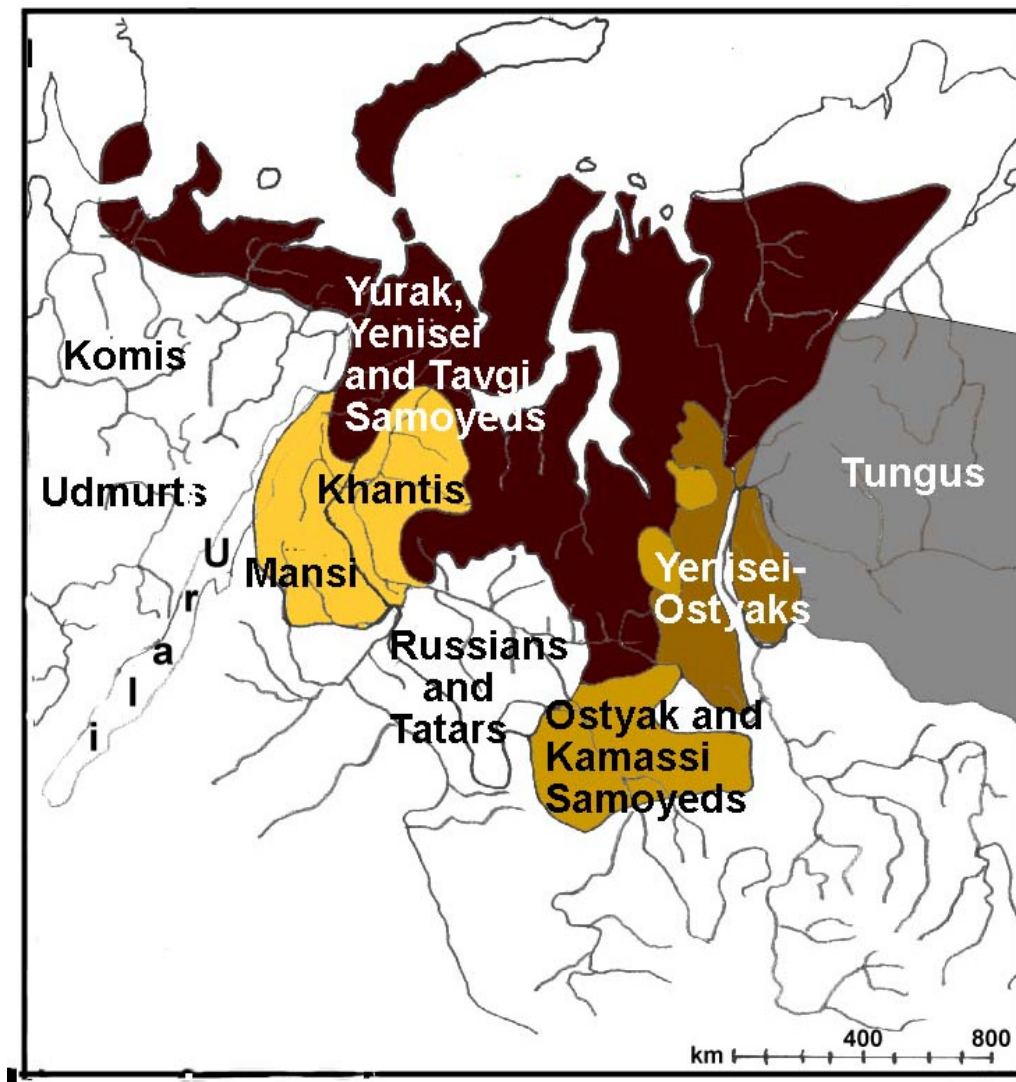 Yurak,
Yenisei
and Tavgi
Samoyeds
Komis
Khantis
Tungus
Udmurts
Mansi
Yenisei-
Ostyaks
U
r
a
l
i
Russians
and
Tatars
Ostyak and
Kamassi
Samoyeds
400 800
km